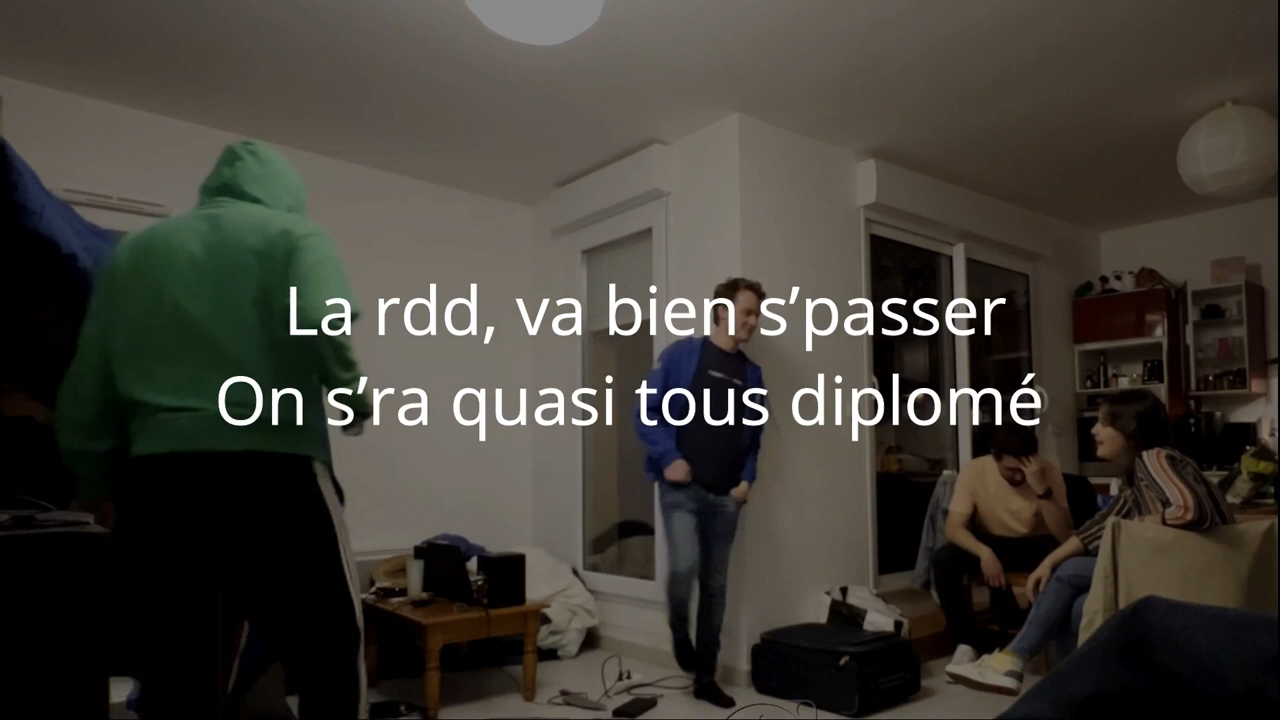 La rdd, va bien s’passer
On s’ra quasi tous diplomé